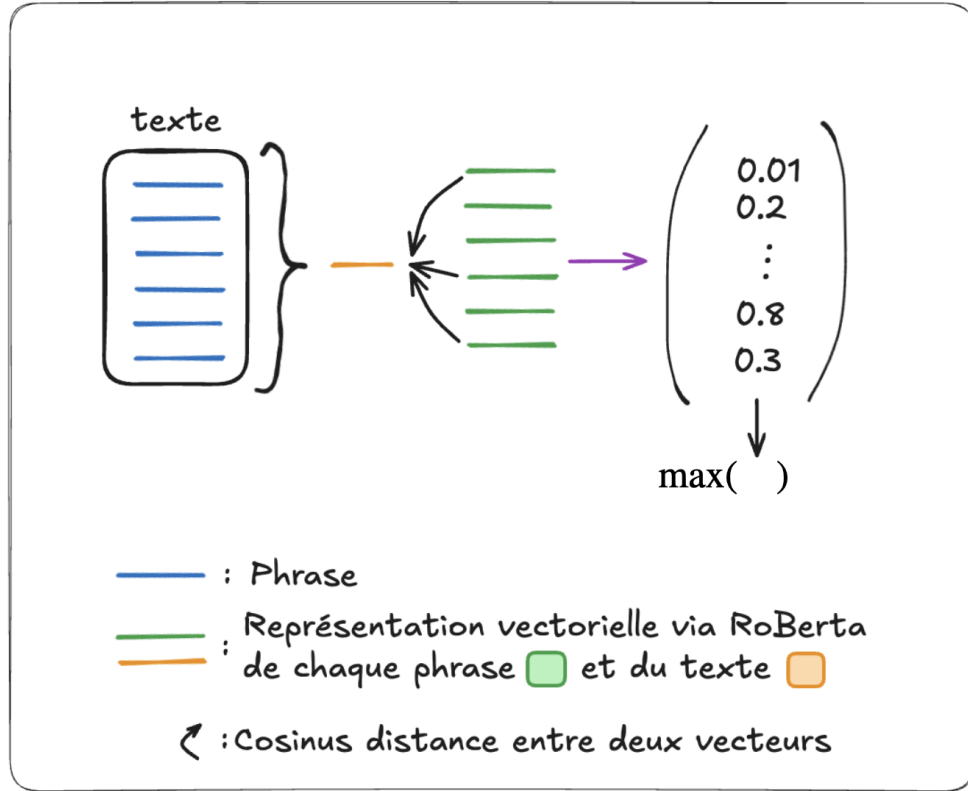 texte
0.01
0.2
⋮
0.8
0.3
max( )
: Phrase
: Représentation vectorielle via RoBerta
de chaque phrase et du texte
: Cosinus distance entre deux vecteurs